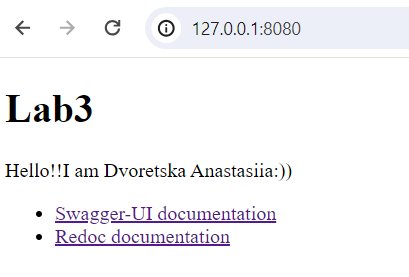 127.0.0.1:8080
Lab3
Hello!!I am Dvoretska Anastasiia:))
Swagger-UI documentation
Redoc documentation